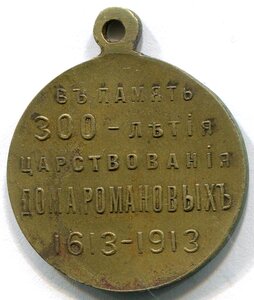 ВЪ ПАМЯТЬ
300-ЛѢТІЯ
ЦАРСТВОВАНІЯ
ДОМА РОМАНОВЫХЪ
1613-1913